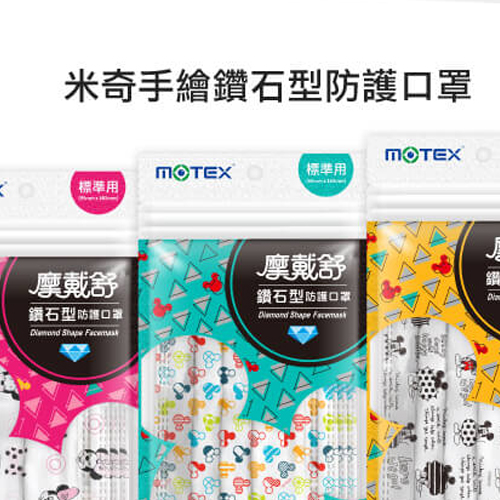 米奇手繪鑽石型防護口罩
標準用
MOTEX
標準用
MOTEX
摩戴舒
鑽石型防護口罩
Diamond Shape Facemask
摩戴舒
鑽石型防護口罩
Diamond Shape Facemask